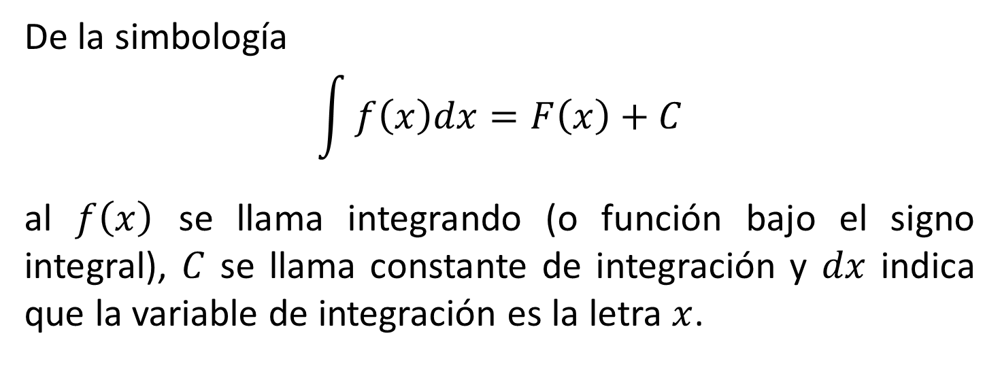 De la simbología
∫ f(x)dx = F(x) + C
al f(x) se llama integrando (o función bajo el signo
integral), C se llama constante de integración y dx indica
que la variable de integración es la letra x.